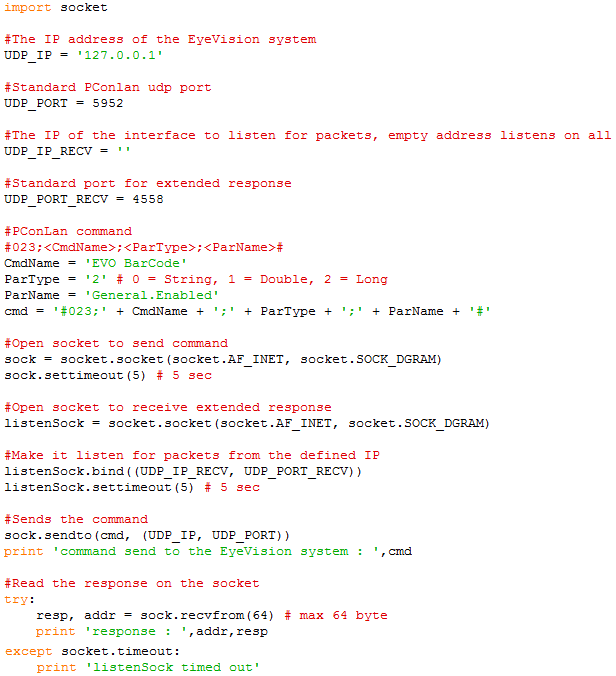 import socket
#The IP address of the EyeVision system
UDP_IP = '127.0.0.1'
#Standard PConlan udp port
UDP_PORT = 5952
#The IP of the interface to listen for packets, empty address listens on all
UDP_IP_RECV = ''
#Standard port for extended response
UDP_PORT_RECV = 4558
#PConLan command
#023;<CmdName>;<ParType>;<ParName>#
CmdName = 'EVO BarCode'
ParType = '2' # 0 = String, 1 = Double, 2 = Long
ParName = 'General.Enabled'
cmd = '#023;' + CmdName + ';' + ParType + ';' + ParName + '#'
#Open socket to send command
sock = socket.socket(socket.AF_INET, socket.SOCK_DGRAM)
sock.settimeout(5) # 5 sec
#Open socket to receive extended response
listenSock = socket.socket(socket.AF_INET, socket.SOCK_DGRAM)
#Make it listen for packets from the defined IP
listenSock.bind((UDP_IP_RECV, UDP_PORT_RECV))
listenSock.settimeout(5) # 5 sec
#Sends the command
sock.sendto(cmd, (UDP_IP, UDP_PORT))
print 'command send to the EyeVision system : ',cmd
#Read the response on the socket
try:
    resp, addr = sock.recvfrom(64) # max 64 byte
    print 'response : ',addr,resp
except socket.timeout:
    print 'listenSock timed out'